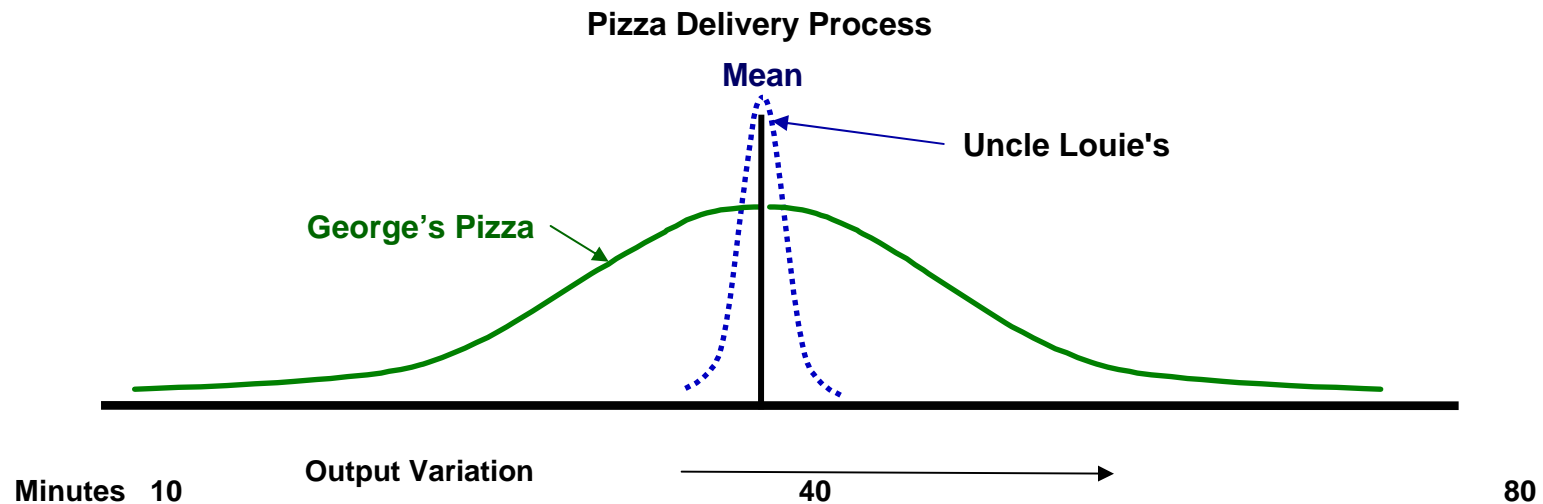 Pizza Delivery Process
Mean
Uncle Louie's
George’s Pizza
Output Variation
Minutes 10 40 80